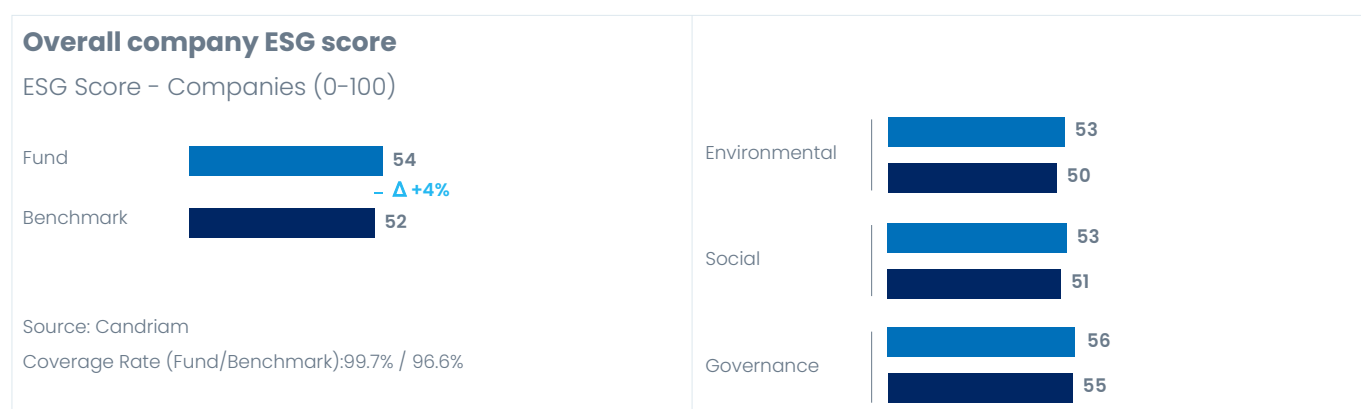 Overall company ESG score
ESG Score - Companies (0-100)
Fund
54
Δ +4%
Benchmark
52
Source: Candriam
Coverage Rate (Fund/Benchmark):99.7% / 96.6%
Environmental
53
50
Social
53
51
Governance
56
55